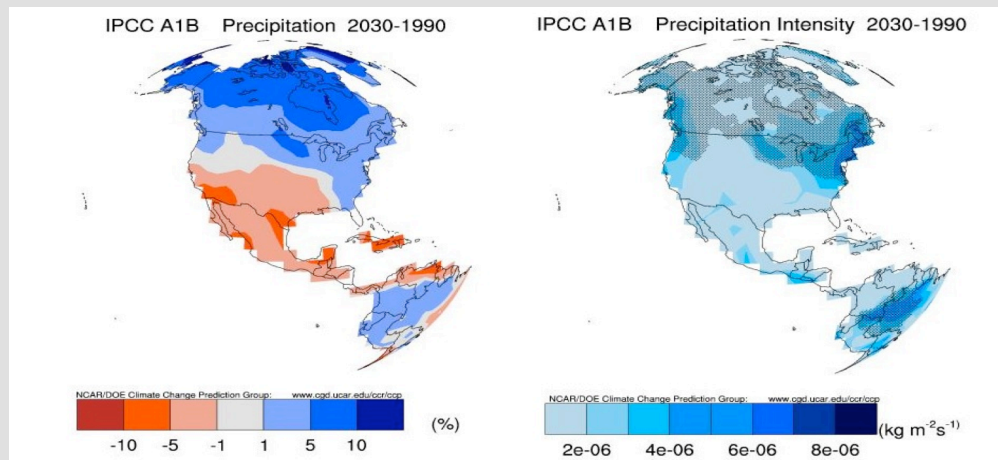 IPCC A1B Precipitation 2030-1990
NCAR/DOE Climate Change Prediction Group: www.cgd.ucar.edu/ccr/ccp
-10 -5 -1 1 5 10 (%)
IPCC A1B Precipitation Intensity 2030-1990
NCAR/DOE Climate Change Prediction Group: www.cgd.ucar.edu/ccr/ccp
2e-06 4e-06 6e-06 8e-06 (kg m⁻²s⁻¹)